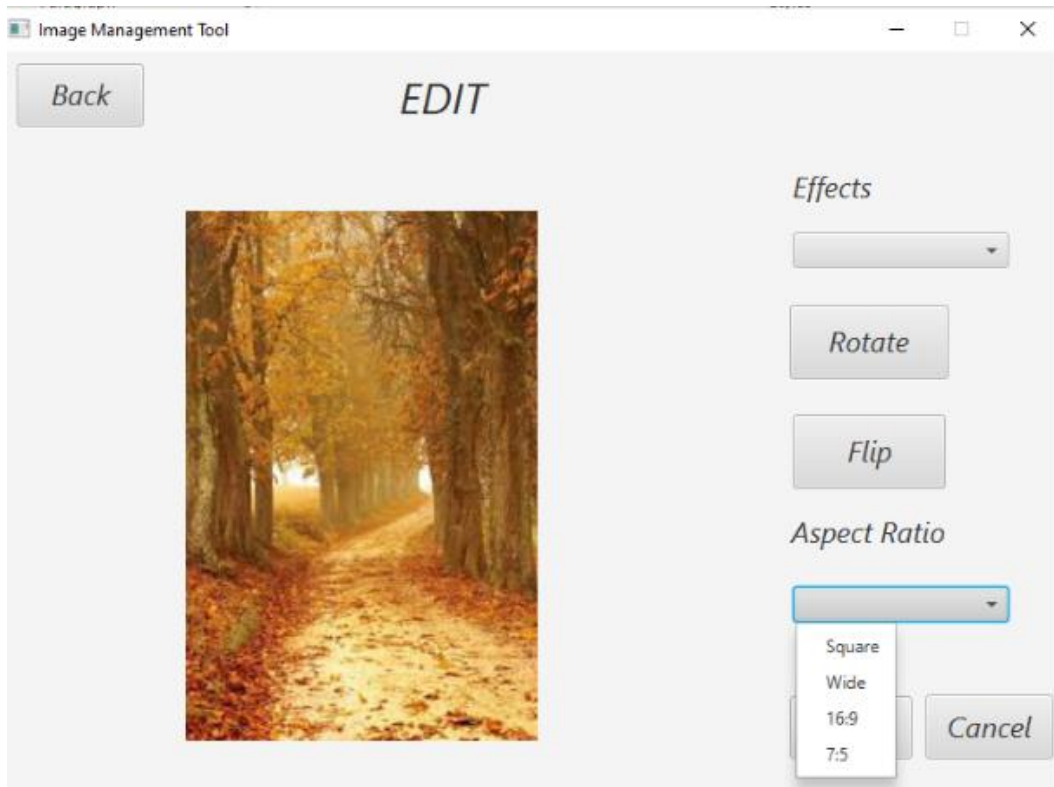 Image Management Tool
Back
EDIT
Effects
Rotate
Flip
Aspect Ratio
Square
Wide
16:9
7:5
Cancel